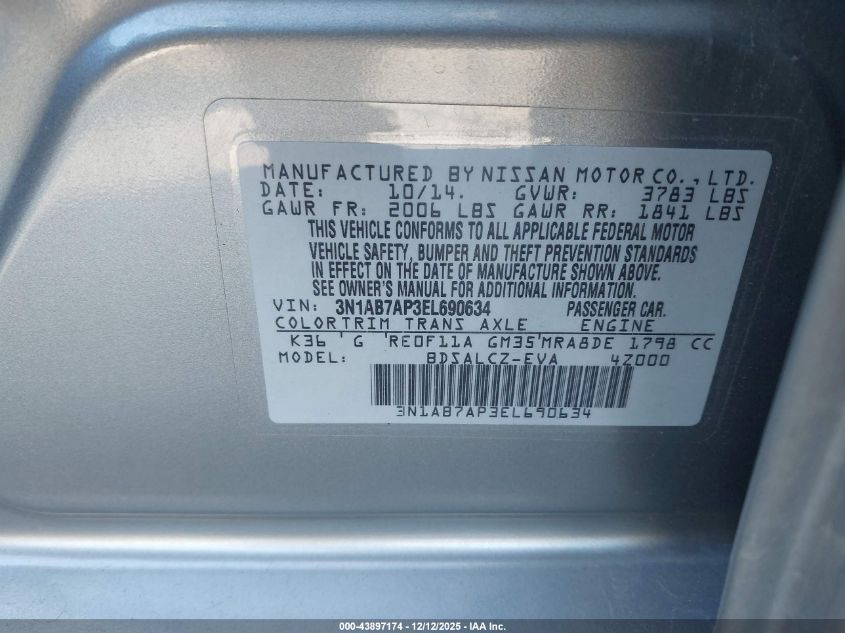 MANUFACTURED BY NISSAN MOTOR CO., LTD.
DATE: 10/14. GVWR: 3783 LBS
GAWR FR: 2006 LBS GAWR RR: 1841 LBS
THIS VEHICLE CONFORMS TO ALL APPLICABLE FEDERAL MOTOR
VEHICLE SAFETY, BUMPER AND THEFT PREVENTION STANDARDS
IN EFFECT ON THE DATE OF MANUFACTURE SHOWN ABOVE.
SEE OWNER'S MANUAL FOR ADDITIONAL INFORMATION.
VIN: 3N1AB7AP3EL690634 PASSENGER CAR.
COLORTRIM TRANS AXLE ENGINE
K36 'G 'RE0F11A GM35'MRA8DE 1798 CC
MODEL: BDSALCZ-EVA 4Z000
3N1AB7AP3EL690634
000-43897174 | 12/12/2025 - IAA Inc.